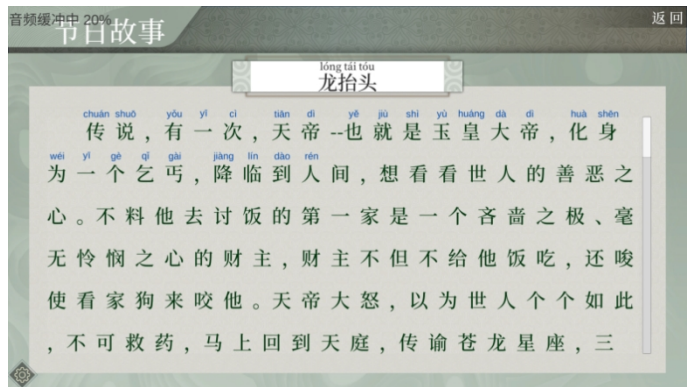 音频缓冲中 20%
节日故事
返回
lóng tái tóu
龙抬头
chuán shuō yǒu yī cì tiān dì yě jiù shì yù huáng dà dì huà shēn
传说,有一次,天帝--也就是玉皇大帝,化身
wéi yī gè qǐ gài jiàng lín dào rén
为一个乞丐,降临到人间,想看看世人的善恶之
心。不料他去讨饭的第一家是一个吝啬之极、毫
无怜悯之心的财主,财主不但不给他饭吃,还唆
使看家狗来咬他。天帝大怒,以为世人个个如此
,不可救药,马上回到天庭,传谕苍龙星座,三